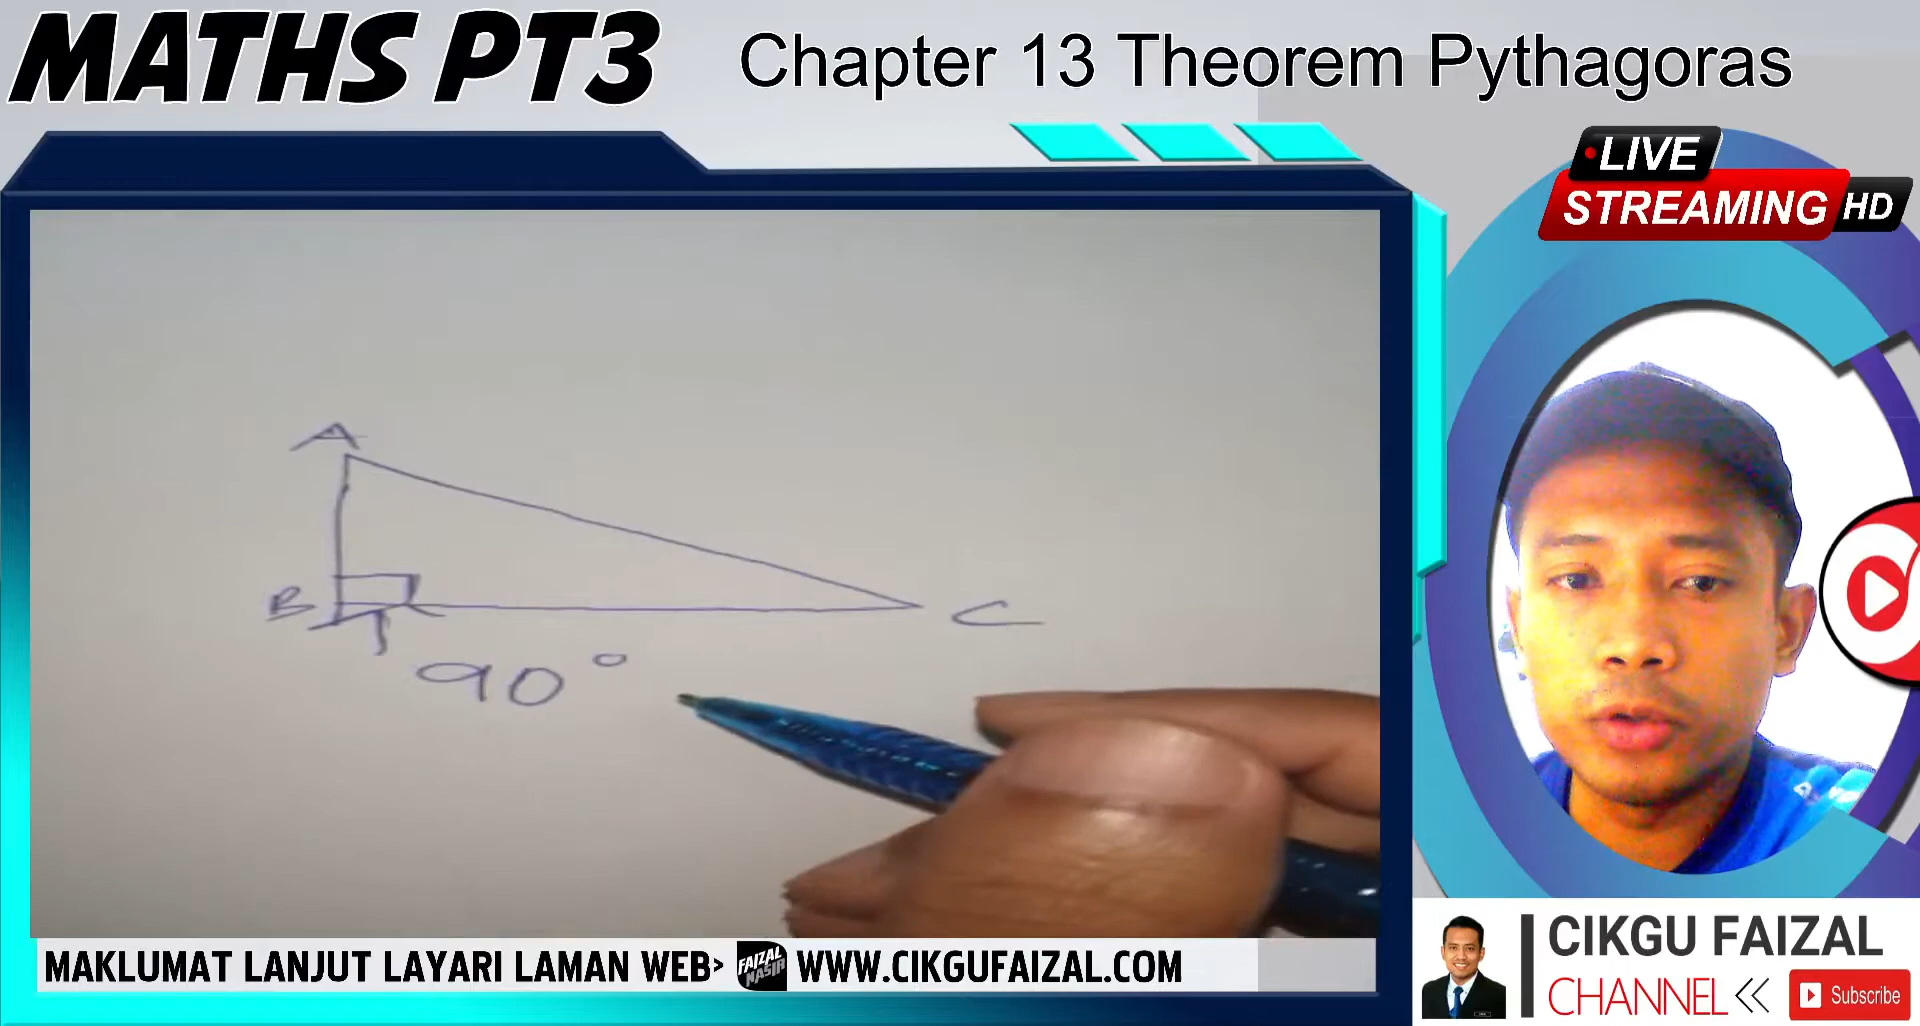 MATHS PT3
Chapter 13 Theorem Pythagoras
LIVE
STREAMING HD
A
B
C
90°
MAKLUMAT LANJUT LAYARI LAMAN WEB> FAIZAL NASIR WWW.CIKGUFAIZAL.COM
CIKGU FAIZAL
CHANNEL << Subscribe